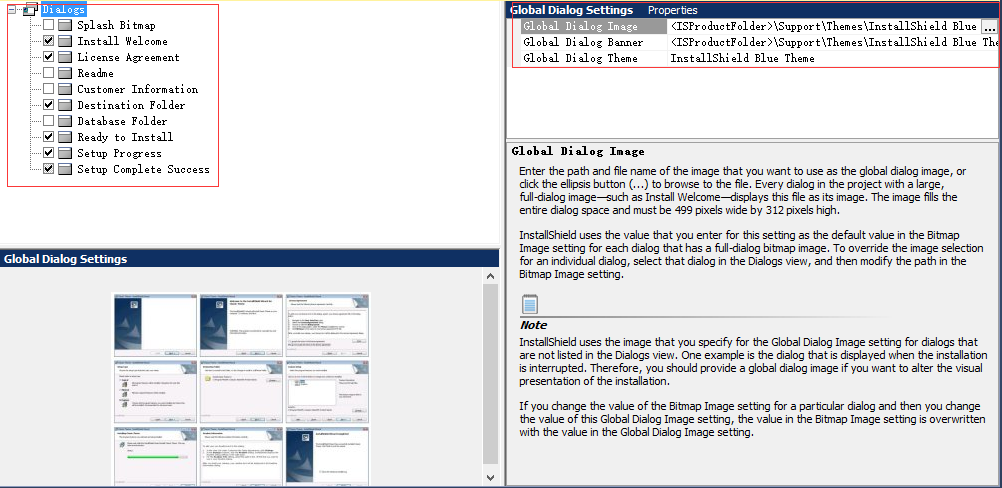 DiaLogs
Splash Bitmap
Install Welcome
License Agreement
Readme
Customer Information
Destination Folder
Database Folder
Ready to Install
Setup Progress
Setup Complete Success
Global Dialog Settings Properties
Global Dialog Image <ISProductFolder>\Support\Themes\InstallShield Blue ...
Global Dialog Banner <ISProductFolder>\Support\Themes\InstallShield Blue The
Global Dialog Theme InstallShield Blue Theme
Global Dialog Image
Enter the path and file name of the image that you want to use as the global dialog image, or
click the ellipsis button (...) to browse to the file. Every dialog in the project with a large,
full-dialog image—such as Install Welcome—displays this file as its image. The image fills the
entire dialog space and must be 499 pixels wide by 312 pixels high.
InstallShield uses the value that you enter for this setting as the default value in the Bitmap
Image setting for each dialog that has a full-dialog bitmap image. To override the image selection
for an individual dialog, select that dialog in the Dialogs view, and then modify the path in the
Bitmap Image setting.
Note
InstallShield uses the image that you specify for the Global Dialog Image setting for dialogs that
are not listed in the Dialogs view. One example is the dialog that is displayed when the installation
is interrupted. Therefore, you should provide a global dialog image if you want to alter the visual
presentation of the installation.
If you change the value of the Bitmap Image setting for a particular dialog and then you change
the value of this Global Dialog Image setting, the value in the Bitmap Image setting is overwritten
with the value in the Global Dialog Image setting.
Global Dialog Settings